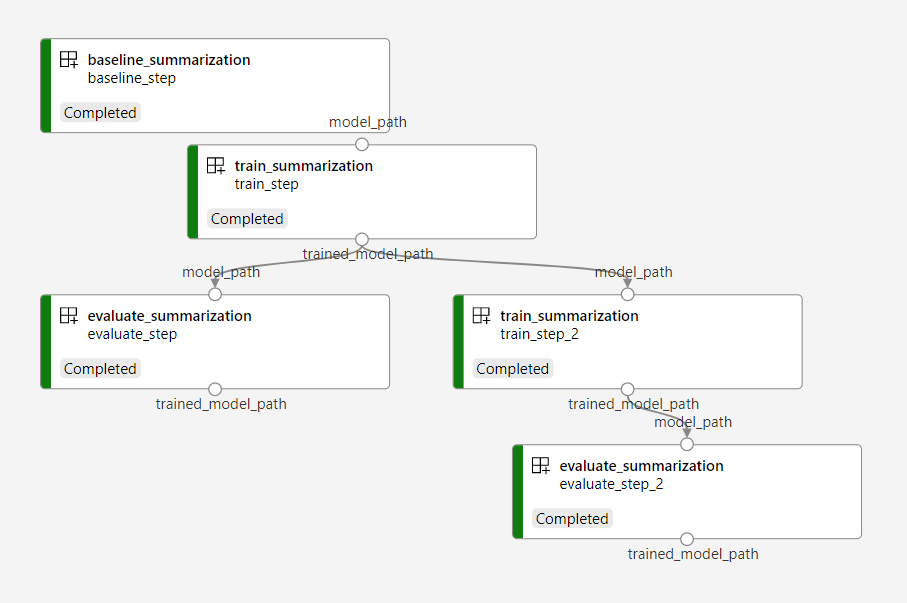 baseline_summarization
baseline_step
Completed
model_path
train_summarization
train_step
Completed
trained_model_path
model_path
model_path
evaluate_summarization
evaluate_step
Completed
trained_model_path
train_summarization
train_step_2
Completed
trained_model_path
model_path
evaluate_summarization
evaluate_step_2
Completed
trained_model_path